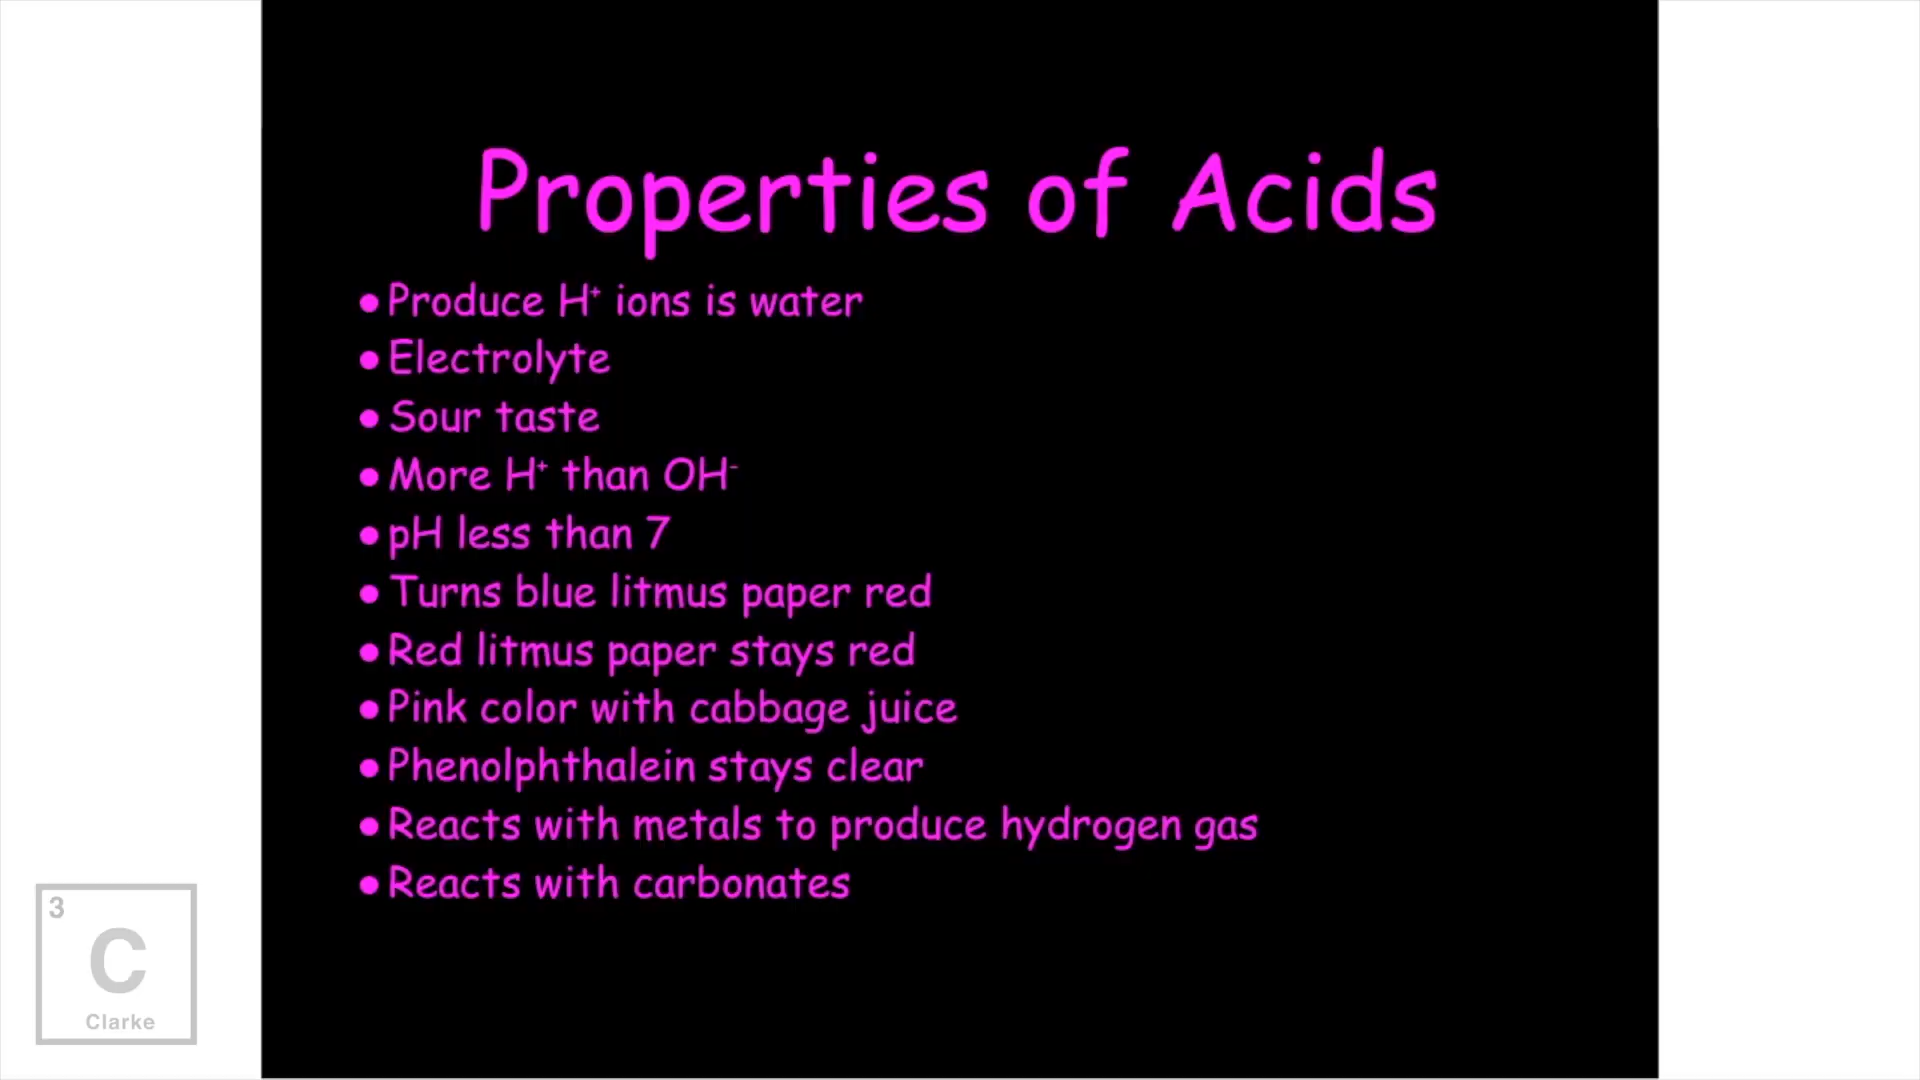 Properties of Acids
●Produce H⁺ ions is water
●Electrolyte
●Sour taste
●More H⁺ than OH⁻
●pH less than 7
●Turns blue litmus paper red
●Red litmus paper stays red
●Pink color with cabbage juice
●Phenolphthalein stays clear
●Reacts with metals to produce hydrogen gas
●Reacts with carbonates
3
C
Clarke